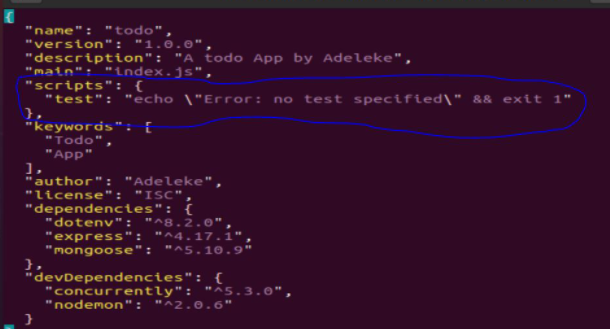 {
"name": "todo",
"version": "1.0.0",
"description": "A todo App by Adeleke",
"main": "index.js",
"scripts": {
"test": "echo \"Error: no test specified\" && exit 1"
},
"keywords": [
"Todo",
"App"
],
"author": "Adeleke",
"license": "ISC",
"dependencies": {
"dotenv": "^8.2.0",
"express": "^4.17.1",
"mongoose": "^5.10.9"
},
"devDependencies": {
"concurrently": "^5.3.0",
"nodemon": "^2.0.6"
}